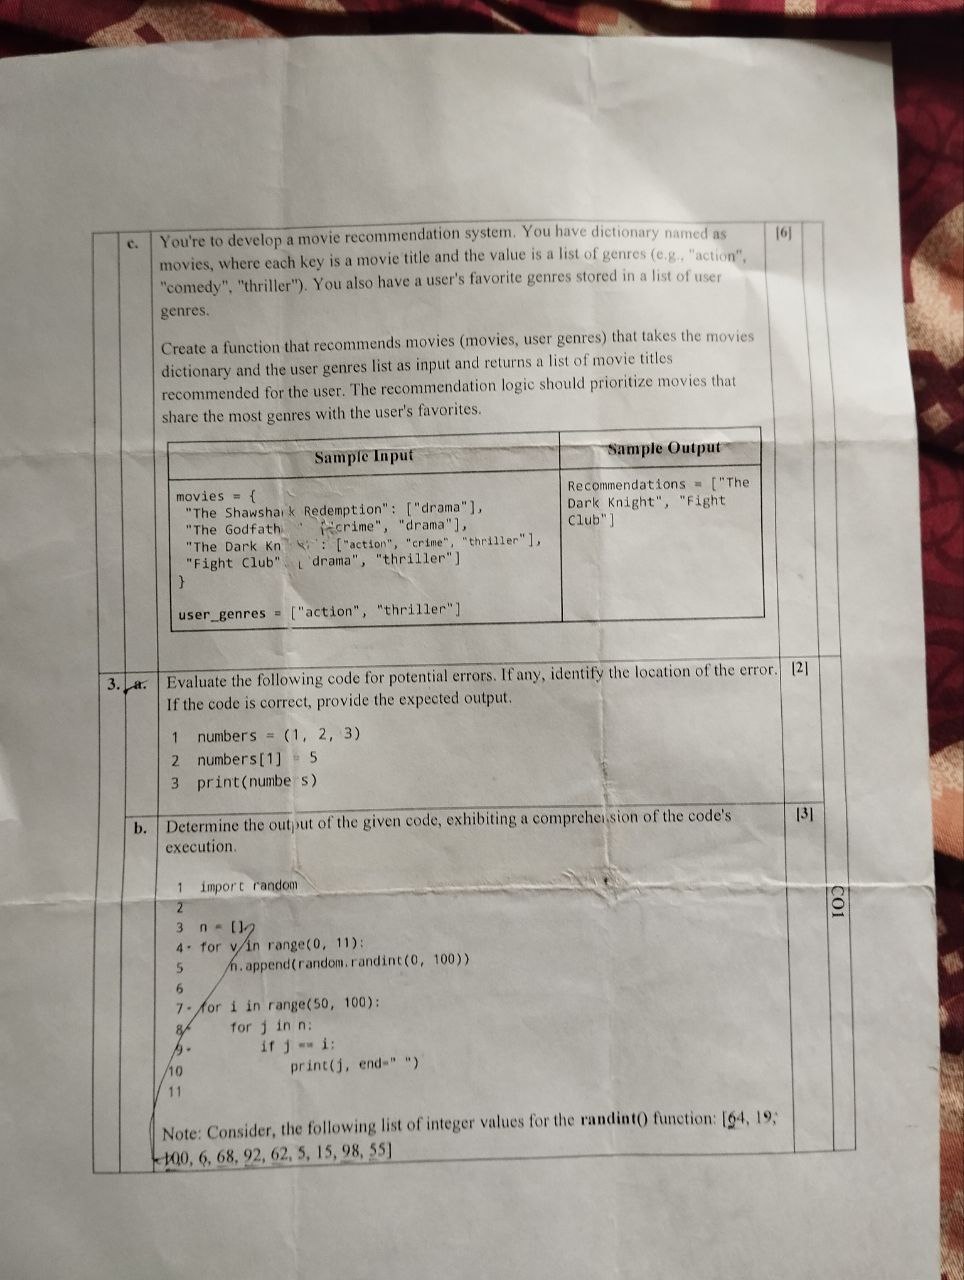 c. You're to develop a movie recommendation system. You have dictionary named as [6]
movies, where each key is a movie title and the value is a list of genres (e.g., "action",
"comedy", "thriller"). You also have a user's favorite genres stored in a list of user
genres.
Create a function that recommends movies (movies, user genres) that takes the movies
dictionary and the user genres list as input and returns a list of movie titles
recommended for the user. The recommendation logic should prioritize movies that
share the most genres with the user's favorites.
Sample Input Sample Output
movies = {
"The Shawshark Redemption": ["drama"],
"The Godfath "crime", "drama"],
"The Dark Kn : ["action", "crime", "thriller"],
"Fight Club" drama", "thriller"]
}
user_genres = ["action", "thriller"]
Recommendations = ["The
Dark Knight", "Fight
Club"]
3. a. Evaluate the following code for potential errors. If any, identify the location of the error. [2]
If the code is correct, provide the expected output.
1 numbers = (1, 2, 3)
2 numbers[1] = 5
3 print(numbe s)
b. Determine the output of the given code, exhibiting a comprehension of the code's [3]
execution.
1 import random
2
3 n = []
4 for v in range(0, 11):
5 n.append(random.randint(0, 100))
6
7 for i in range(50, 100):
8 for j in n:
9 if j == i:
10 print(j, end=" ")
11
Note: Consider, the following list of integer values for the randint() function: [64, 19,
100, 6, 68, 92, 62, 5, 15, 98, 55]
CO1